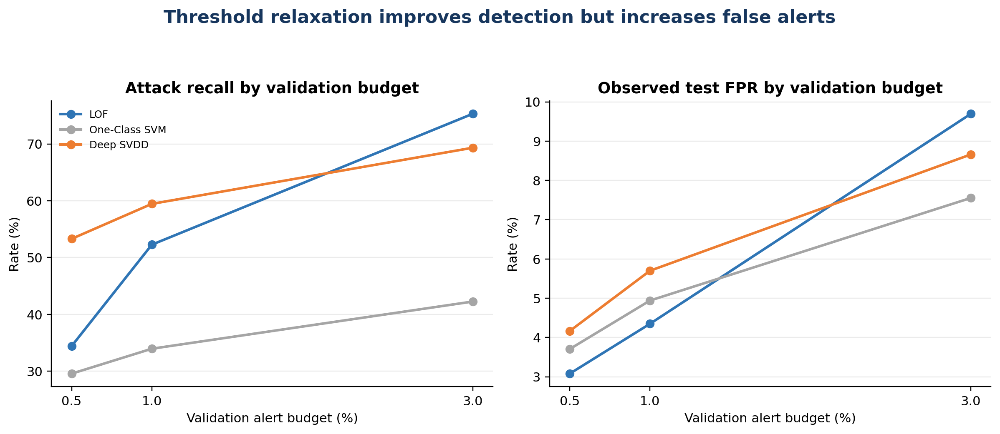 Threshold relaxation improves detection but increases false alerts
Attack recall by validation budget
LOF
One-Class SVM
Deep SVDD
70
60
50
40
30
Rate (%)
0.5
1.0
3.0
Validation alert budget (%)
Observed test FPR by validation budget
10
9
8
7
6
5
4
3
Rate (%)
0.5
1.0
3.0
Validation alert budget (%)